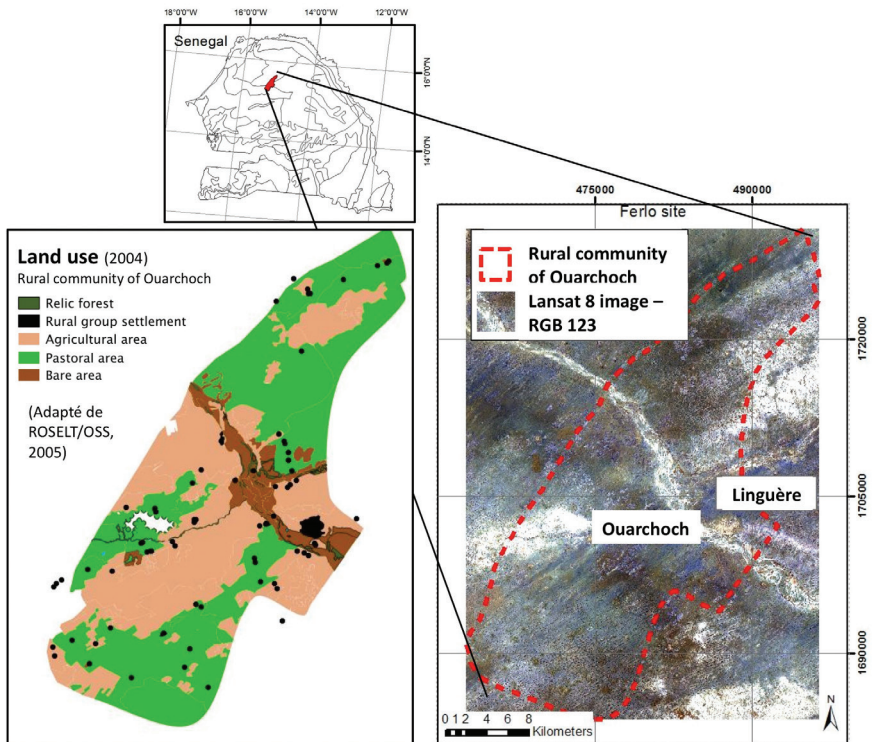 18°0'0"W 16°0'0"W 14°0'0"W 12°0'0"W
Senegal
16°0'0"N
14°0'0"N
Land use (2004)
Rural community of Ouarchoch
Relic forest
Rural group settlement
Agricultural area
Pastoral area
Bare area
(Adapté de
ROSELT/OSS,
2005)
475000 490000
Ferlo site
Rural community
of Ouarchoch
Lansat 8 image –
RGB 123
1720000
1705000
1690000
Linguère
Ouarchoch
N
0 1 2 4 6 8
Kilometers